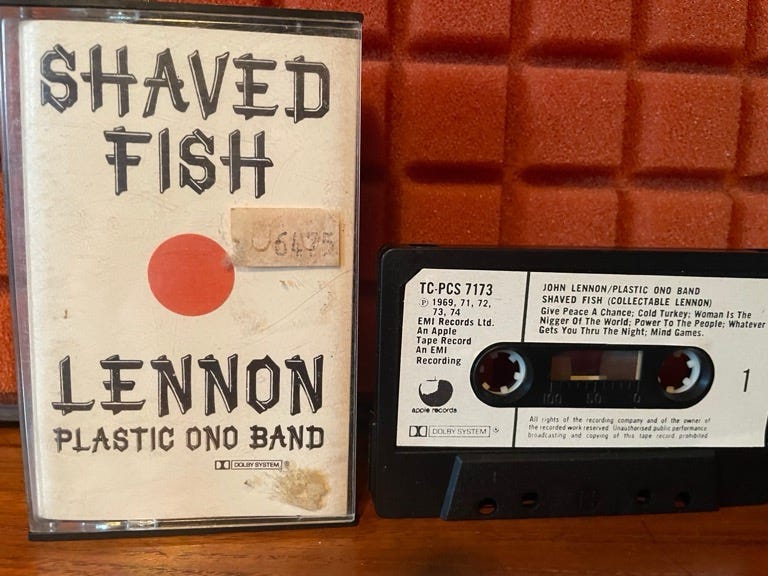 SHAVED
FISH
U6475
LENNON
PLASTIC ONO BAND
DOLBY SYSTEM ®
TC-PCS 7173
℗ 1969, 71, 72,
73, 74
EMI Records Ltd.
An Apple
Tape Record
An EMI
Recording
apple records
DOLBY SYSTEM ®
JOHN LENNON/PLASTIC ONO BAND
SHAVED FISH (COLLECTABLE LENNON)
Give Peace A Chance; Cold Turkey; Woman Is The
Nigger Of The World; Power To The People; Whatever
Gets You Thru The Night; Mind Games.
100 50 0
1
All rights of the recording company and of the owner of
the recorded work reserved. Unauthorised public performance
broadcasting and copying of this tape record prohibited